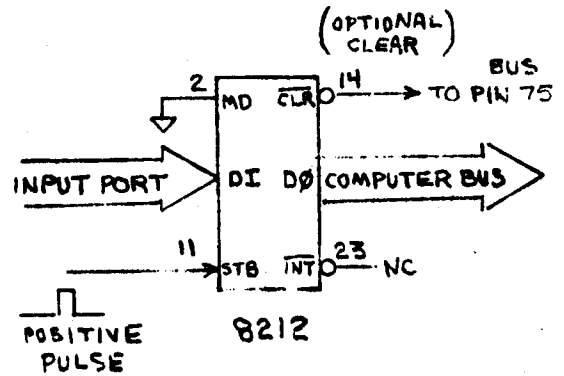 (OPTIONAL
CLEAR)
2
14
BUS
TO PIN 75
MD
CLR
INPUT PORT
DI
DØ
COMPUTER BUS
11
STB
INT
23
NC
POSITIVE
PULSE
8212